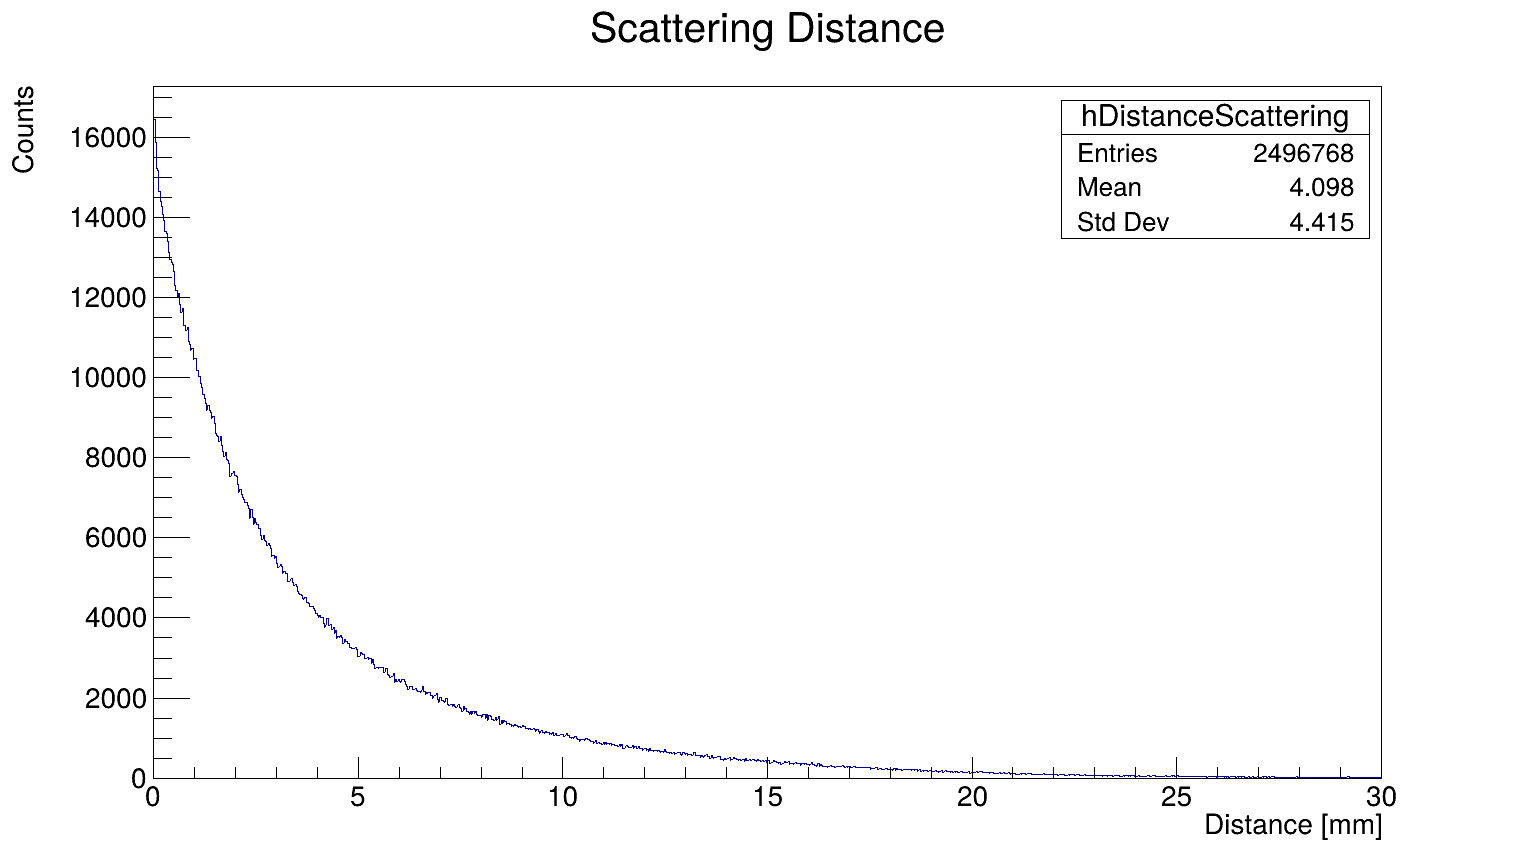 Scattering Distance
Counts
hDistanceScattering
Entries 2496768
Mean 4.098
Std Dev 4.415
16000
14000
12000
10000
8000
6000
4000
2000
0
0 5 10 15 20 25 30
Distance [mm]